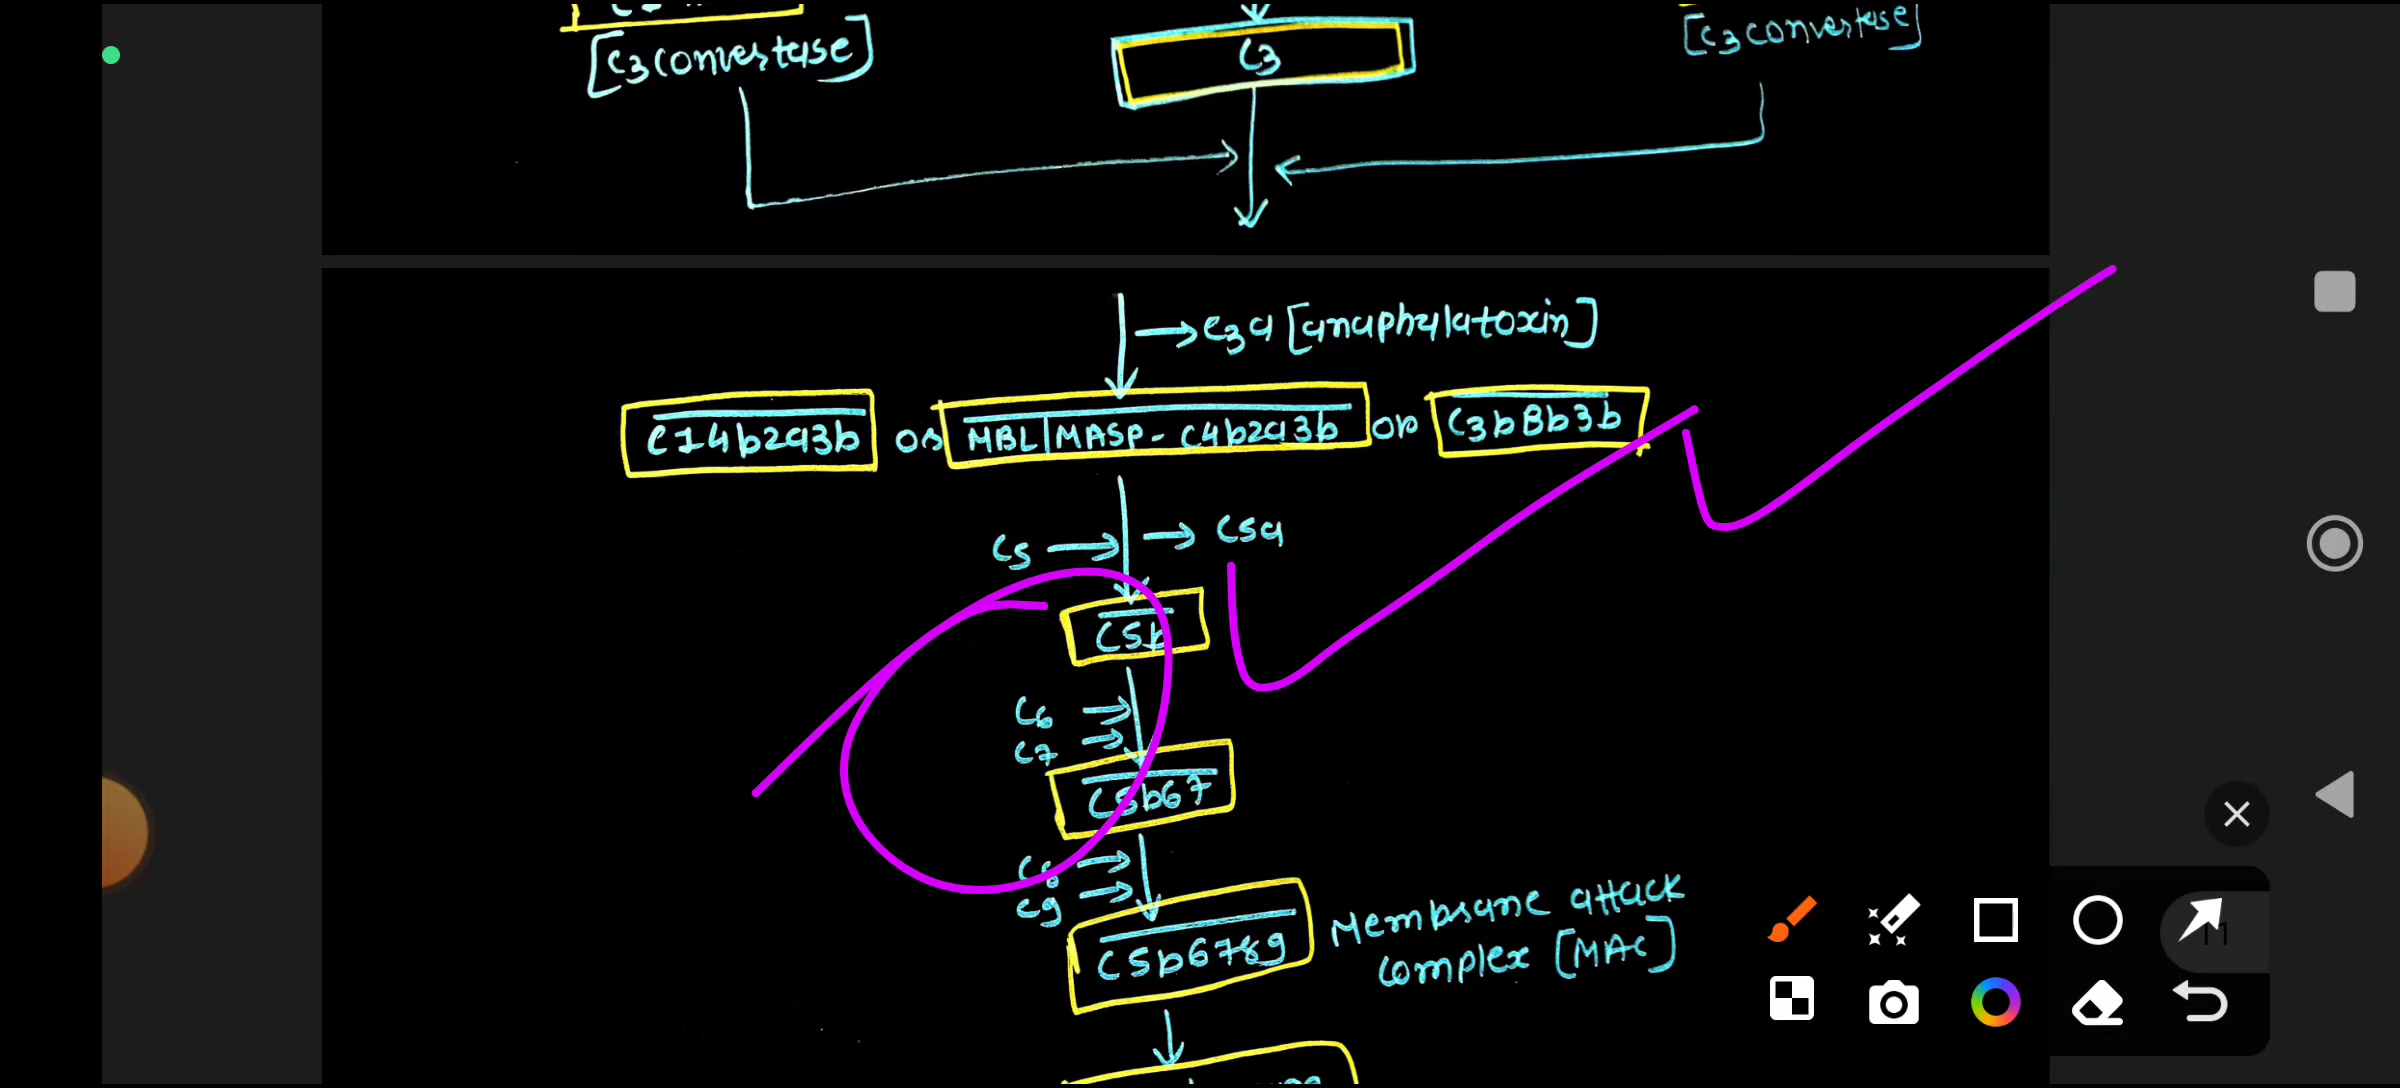 [C3 convertase]
C3
[C3 convertase]
→ C3a [anaphylatoxin]
C14b2a3b or MBL|MASP - C4b2a3b or C3bBb3b
C5 → → C5a
C5b
C6 →
C7 →
C5b67
C8 →
C9 →
C5b6789 Membrane attack
complex [MAC]